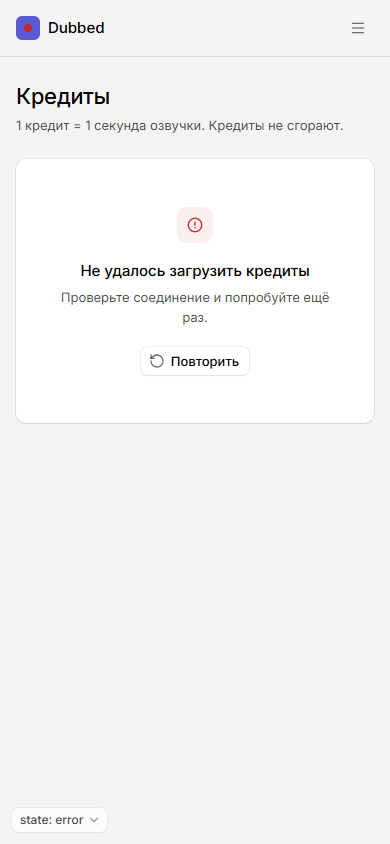 Dubbed
Кредиты
1 кредит = 1 секунда озвучки. Кредиты не сгорают.
Не удалось загрузить кредиты
Проверьте соединение и попробуйте ещё
раз.
Повторить
state: error